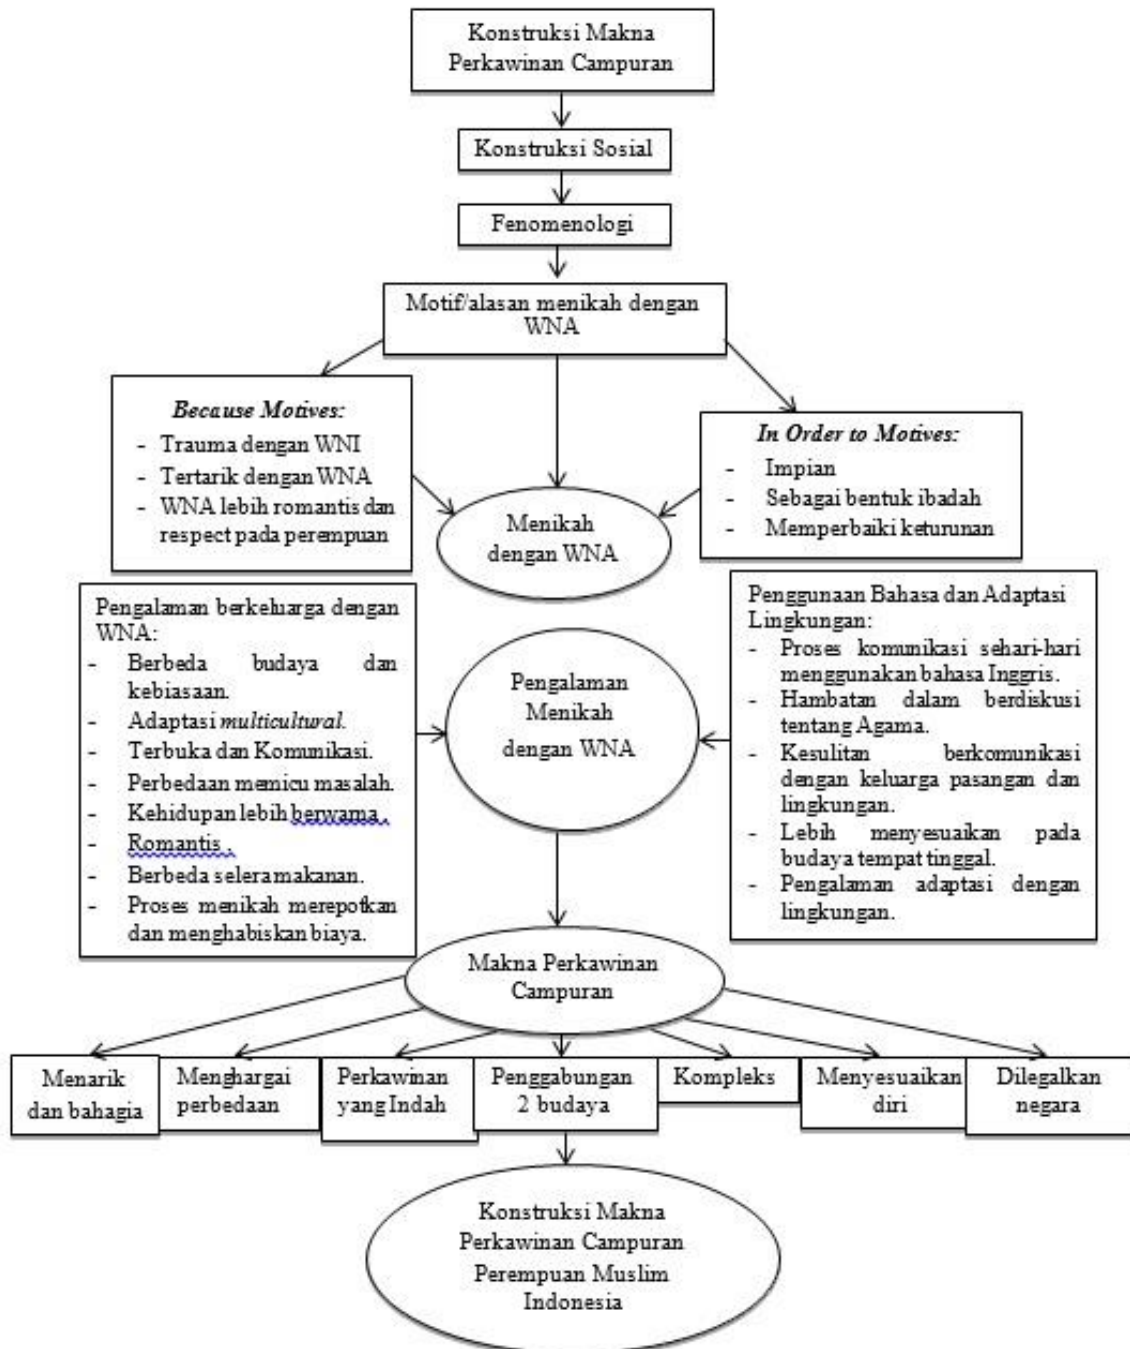 Konstruksi Makna
Perkawinan Campuran
Konstruksi Sosial
Fenomenologi
Motif/alasan menikah dengan
WNA
Because Motives:
- Trauma dengan WNI
- Tertarik dengan WNA
- WNA lebih romantis dan
respect pada perempuan
In Order to Motives:
- Impian
- Sebagai bentuk ibadah
- Memperbaiki keturunan
Menikah
dengan WNA
Pengalaman berkeluarga dengan
WNA:
- Berbeda budaya dan
kebiasaan.
- Adaptasi multicultural.
- Terbuka dan Komunikasi.
- Perbedaan memicu masalah.
- Kehidupan lebih berwarna .
- Romantis .
- Berbeda selera makanan.
- Proses menikah merepotkan
dan menghabiskan biaya.
Pengalaman
Menikah
dengan WNA
Penggunaan Bahasa dan Adaptasi
Lingkungan:
- Proses komunikasi sehari-hari
menggunakan bahasa Inggris.
- Hambatan dalam berdiskusi
tentang Agama.
- Kesulitan berkomunikasi
dengan keluarga pasangan dan
lingkungan.
- Lebih menyesuaikan pada
budaya tempat tinggal.
- Pengalaman adaptasi dengan
lingkungan.
Makna Perkawinan
Campuran
Menarik
dan bahagia
Menghargai
perbedaan
Perkawinan
yang Indah
Penggabungan
2 budaya
Kompleks
Menyesuaikan
diri
Dilegalkan
negara
Konstruksi Makna
Perkawinan Campuran
Perempuan Muslim
Indonesia